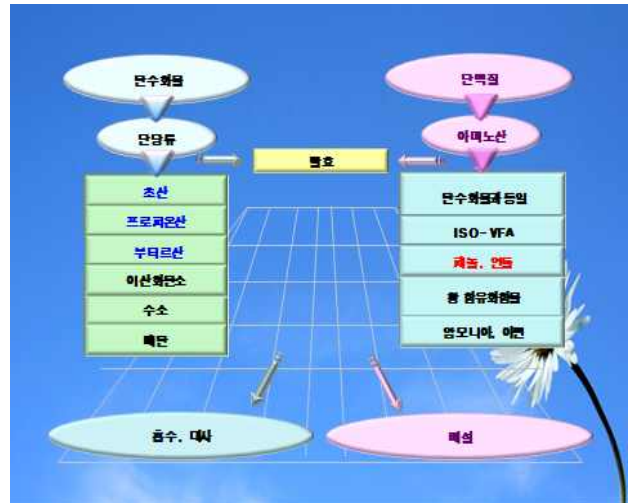 탄수화물
단백질
단당류
아미노산
발효
초산
프로피온산
부티르산
이산화탄소
수소
메탄
탄수화물과 동일
ISO-VFA
페놀, 인돌
황 함유화합물
암모니아, 아민
흡수, 대사
배설